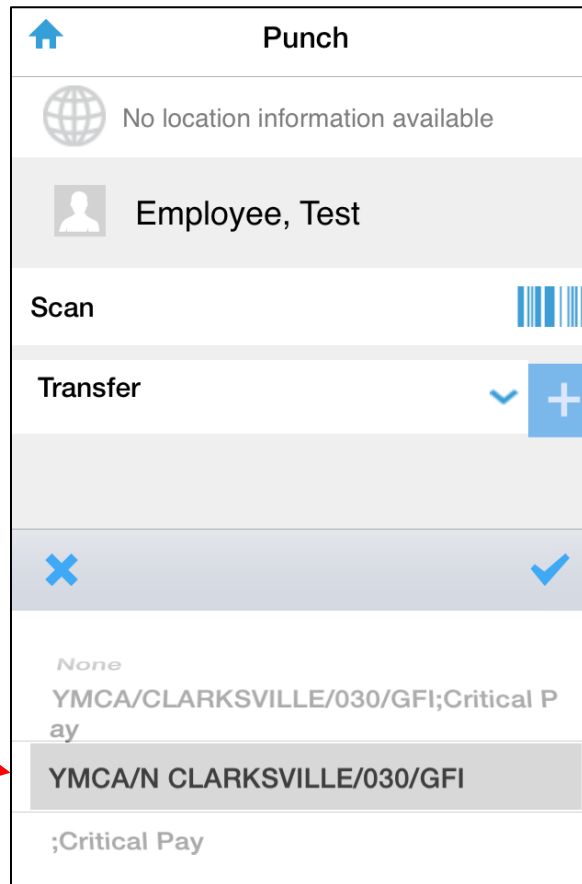 Punch
No location information available
Employee, Test
Scan
Transfer
None
YMCA/CLARKSVILLE/030/GFI;Critical P
ay
YMCA/N CLARKSVILLE/030/GFI
;Critical Pay